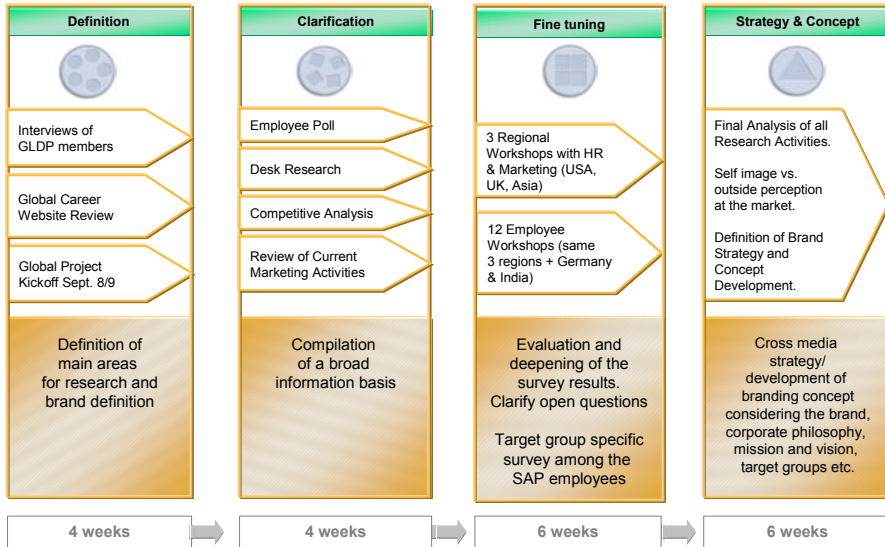 Definition
Interviews of
GLDP members
Global Career
Website Review
Global Project
Kickoff Sept. 8/9
Definition of
main areas
for research and
brand definition
4 weeks
Clarification
Employee Poll
Desk Research
Competitive Analysis
Review of Current
Marketing Activities
Compilation
of a broad
information basis
4 weeks
Fine tuning
3 Regional
Workshops with HR
& Marketing (USA,
UK, Asia)
12 Employee
Workshops (same
3 regions + Germany
& India)
Evaluation and
deepening of the
survey results.
Clarify open questions
Target group specific
survey among the
SAP employees
6 weeks
Strategy & Concept
Final Analysis of all
Research Activities.
Self image vs.
outside perception
at the market.
Definition of Brand
Strategy and
Concept
Development.
Cross media
strategy/
development of
branding concept
considering the brand,
corporate philosophy,
mission and vision,
target groups etc.
6 weeks